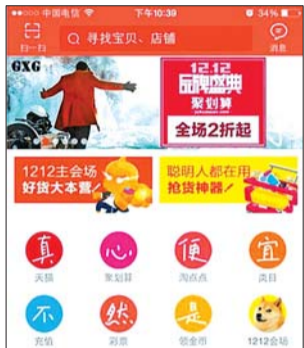 中国电信 下午10:39 34%
扫一扫
寻找宝贝、店铺
消息
GXG
12.12
品牌盛典
聚划算
全场2折起
1212主会场
好货大本营
聪明人都在用
抢货神器
真 心 便 宜
天猫 聚划算 淘点点 类目
不 然 是
充值 彩票 领金币 1212会场